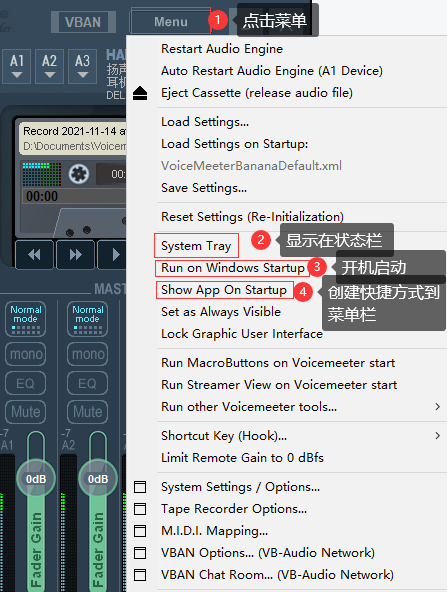 VBAN
Menu
1
点击菜单
A1
A2
A3
HA
扬声
耳机
DEL
Restart Audio Engine
Auto Restart Audio Engine (A1 Device)
Eject Cassette (release audio file)
Load Settings...
Load Settings on Startup:
VoiceMeeterBananaDefault.xml
Save Settings...
Reset Settings (Re-Initialization)
System Tray
2
显示在状态栏
Run on Windows Startup
3
开机启动
Show App On Startup
4
创建快捷方式到
菜单栏
Set as Always Visible
Lock Graphic User Interface
Run MacroButtons on Voicemeeter start
Run Streamer View on Voicemeeter start
Run other Voicemeeter tools...
Shortcut Key (Hook)...
Limit Remote Gain to 0 dBfs
System Settings / Options...
Tape Recorder Options...
M.I.D.I. Mapping...
VBAN Options... (VB-Audio Network)
VBAN Chat Room... (VB-Audio Network)
Record 2021-11-14 a
D:\Documents\Voicem
00:
00:00
MAST
Normal
mode
Normal
mode
mono
mono
EQ
EQ
Mute
Mute
-7
A1
-7
A2
-7
0dB
0dB
Fader Gain
Fader Gain